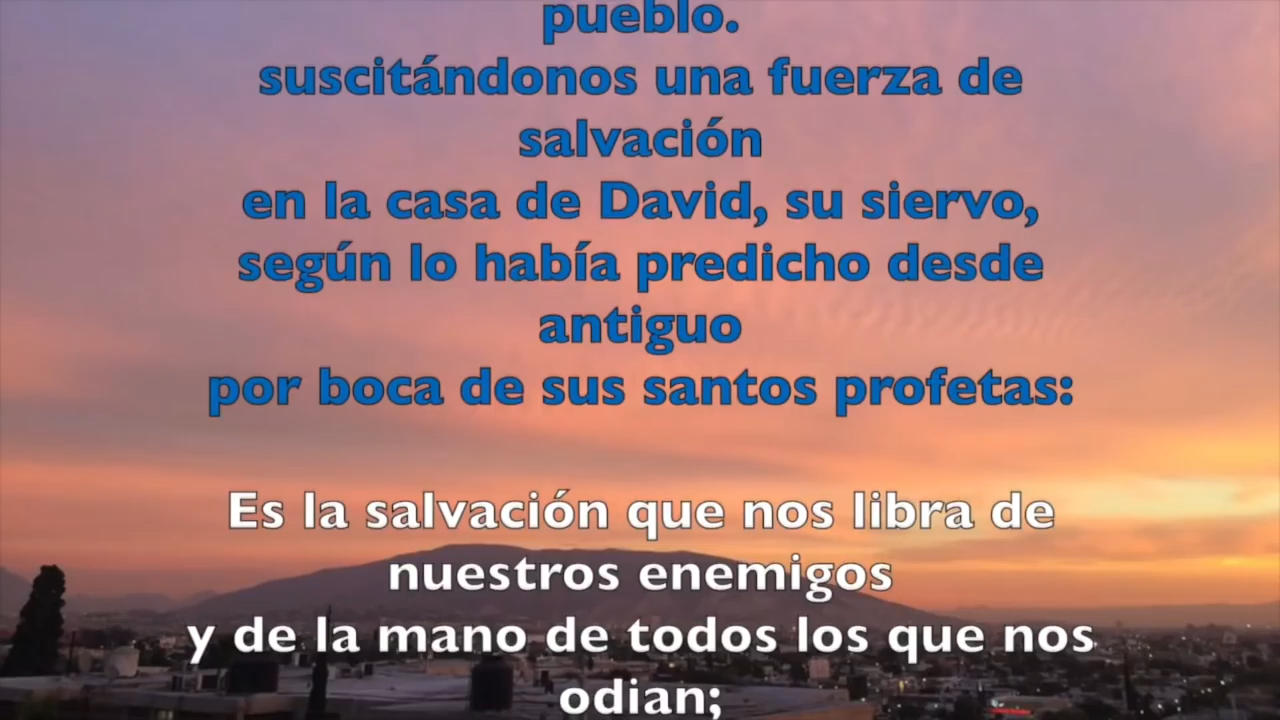 pueblo.
suscitándonos una fuerza de
salvación
en la casa de David, su siervo,
según lo había predicho desde
antiguo
por boca de sus santos profetas:
Es la salvación que nos libra de
nuestros enemigos
y de la mano de todos los que nos
odian;